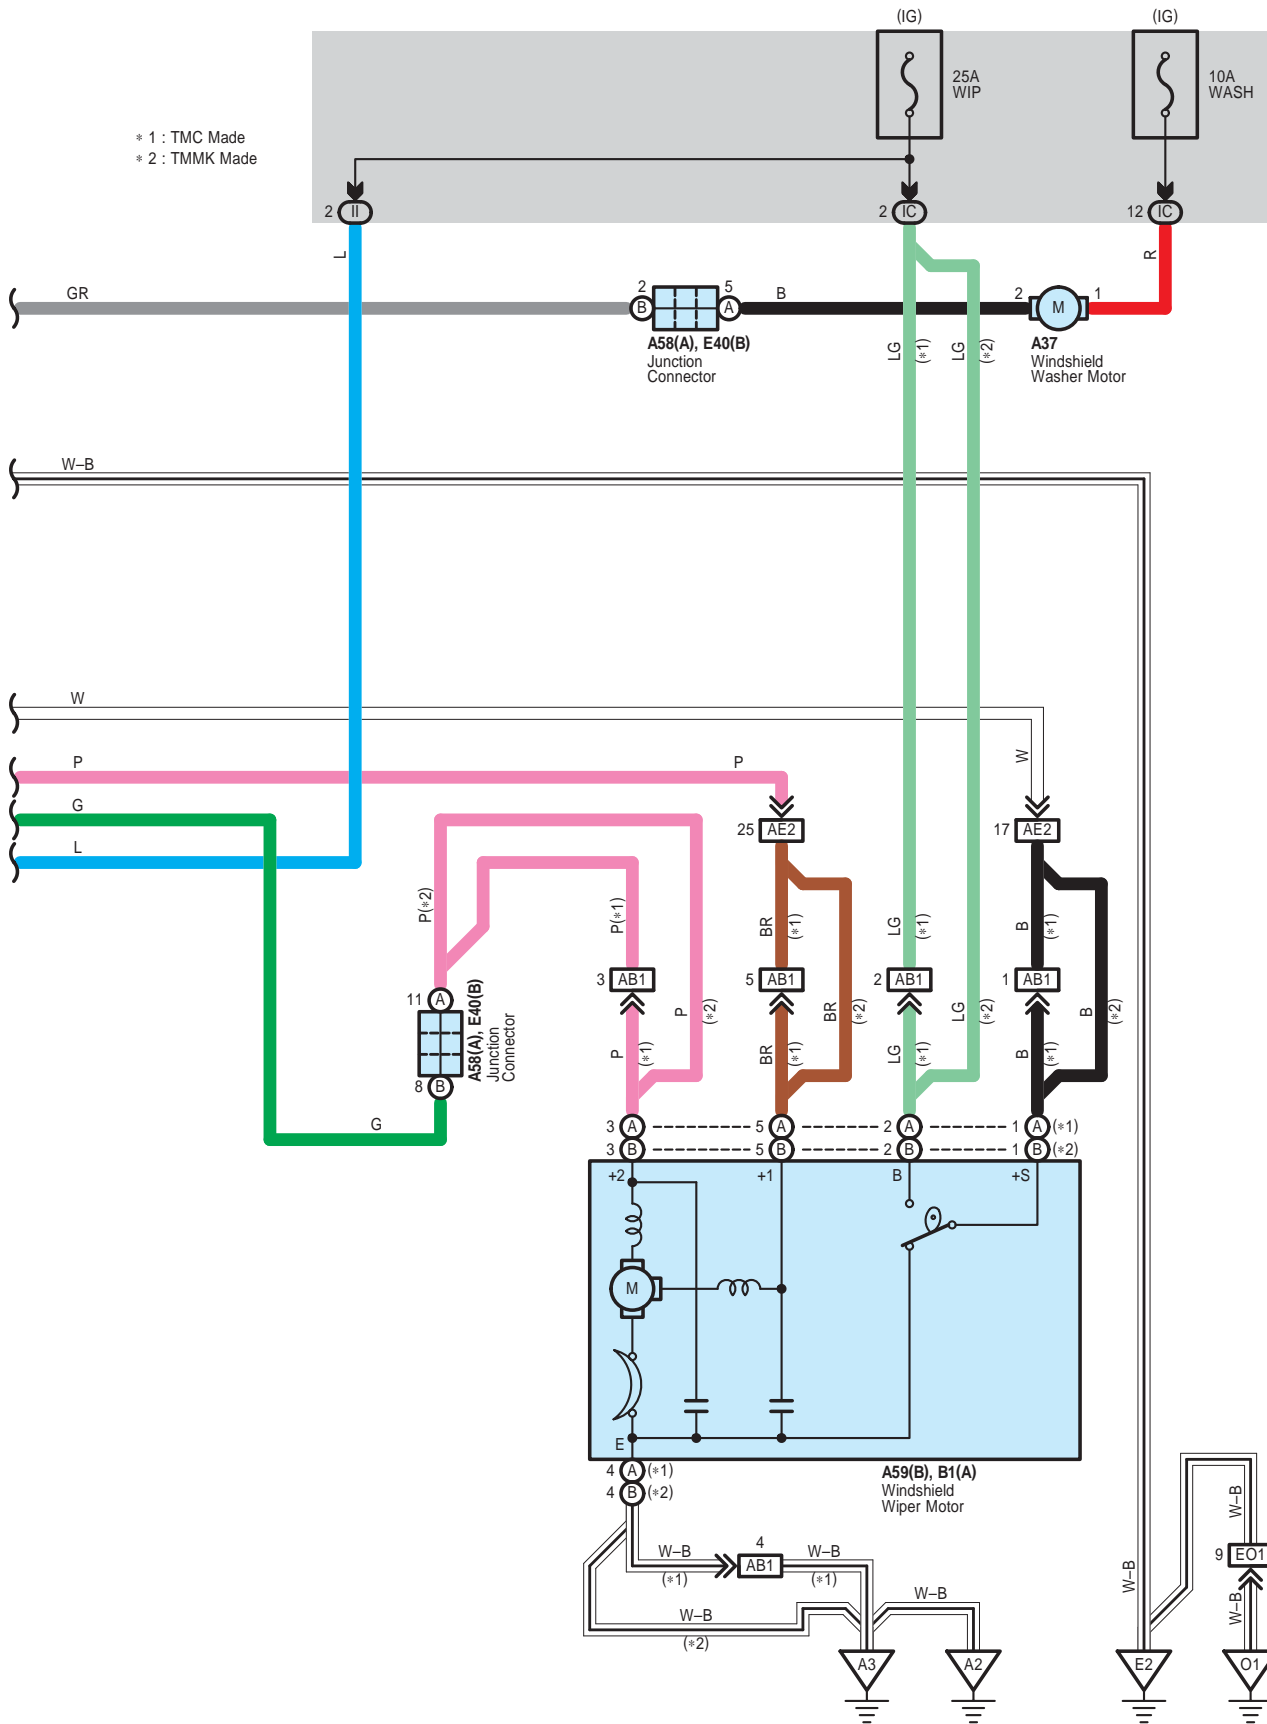 (IG)
(IG)
25A
WIP
10A
WASH
* 1 : TMC Made
* 2 : TMMK Made
2 II
2 IC
12 IC
L
R
GR
2
B
5
A
B
2
M
1
A58(A), E40(B)
Junction
Connector
LG
(*1)
LG
(*2)
A37
Windshield
Washer Motor
W–B
W
W
P
P
G
L
25 AE2
17 AE2
P(*2)
P(*1)
BR
(*1)
LG
(*1)
B
(*1)
3 AB1
5 AB1
2 AB1
1 AB1
11 A
A58(A), E40(B)
Junction
Connector
8 B
G
P
(*1)
P
(*2)
BR
(*1)
BR
(*2)
LG
(*1)
LG
(*2)
B
(*1)
B
(*2)
3 A 5 A 2 A 1 A (*1)
3 B 5 B 2 B 1 B (*2)
+2
+1
B
+S
M
E
4 A (*1)
4 B (*2)
A59(B), B1(A)
Windshield
Wiper Motor
W–B
(*1)
4
AB1
W–B
(*1)
W–B
(*2)
W–B
W–B
W–B
9 EO1
W–B
A3
A2
E2
O1